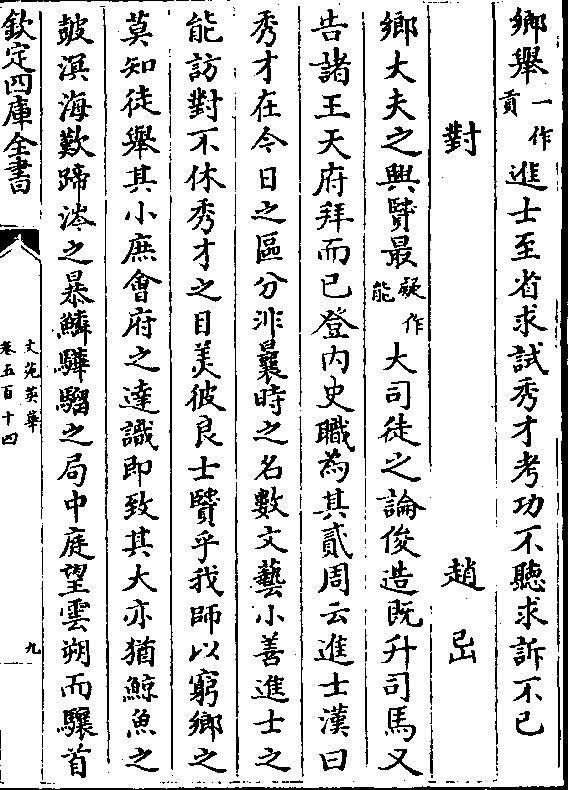 鄉舉一作貢進士至省求試秀才考功不聽求訴不已
對　趙岊
鄉大夫之興賢最疑作能大司徒之論俊造既升司馬又
告諸王天府拜而已登内史職為其貳周云進士漢曰
秀才在今日之區分非曩時之名數文藝小善進士之
能訪對不休秀才之目美彼良士賢乎我師以窮鄉之
莫知徒舉其小庶會府之達識即致其大亦猶鯨魚之
皷溟海歎蹄涔之暴鱗驊騮之局中庭望雲朔而驤首
欽定四庫全書
文苑英華
卷五百十四
九